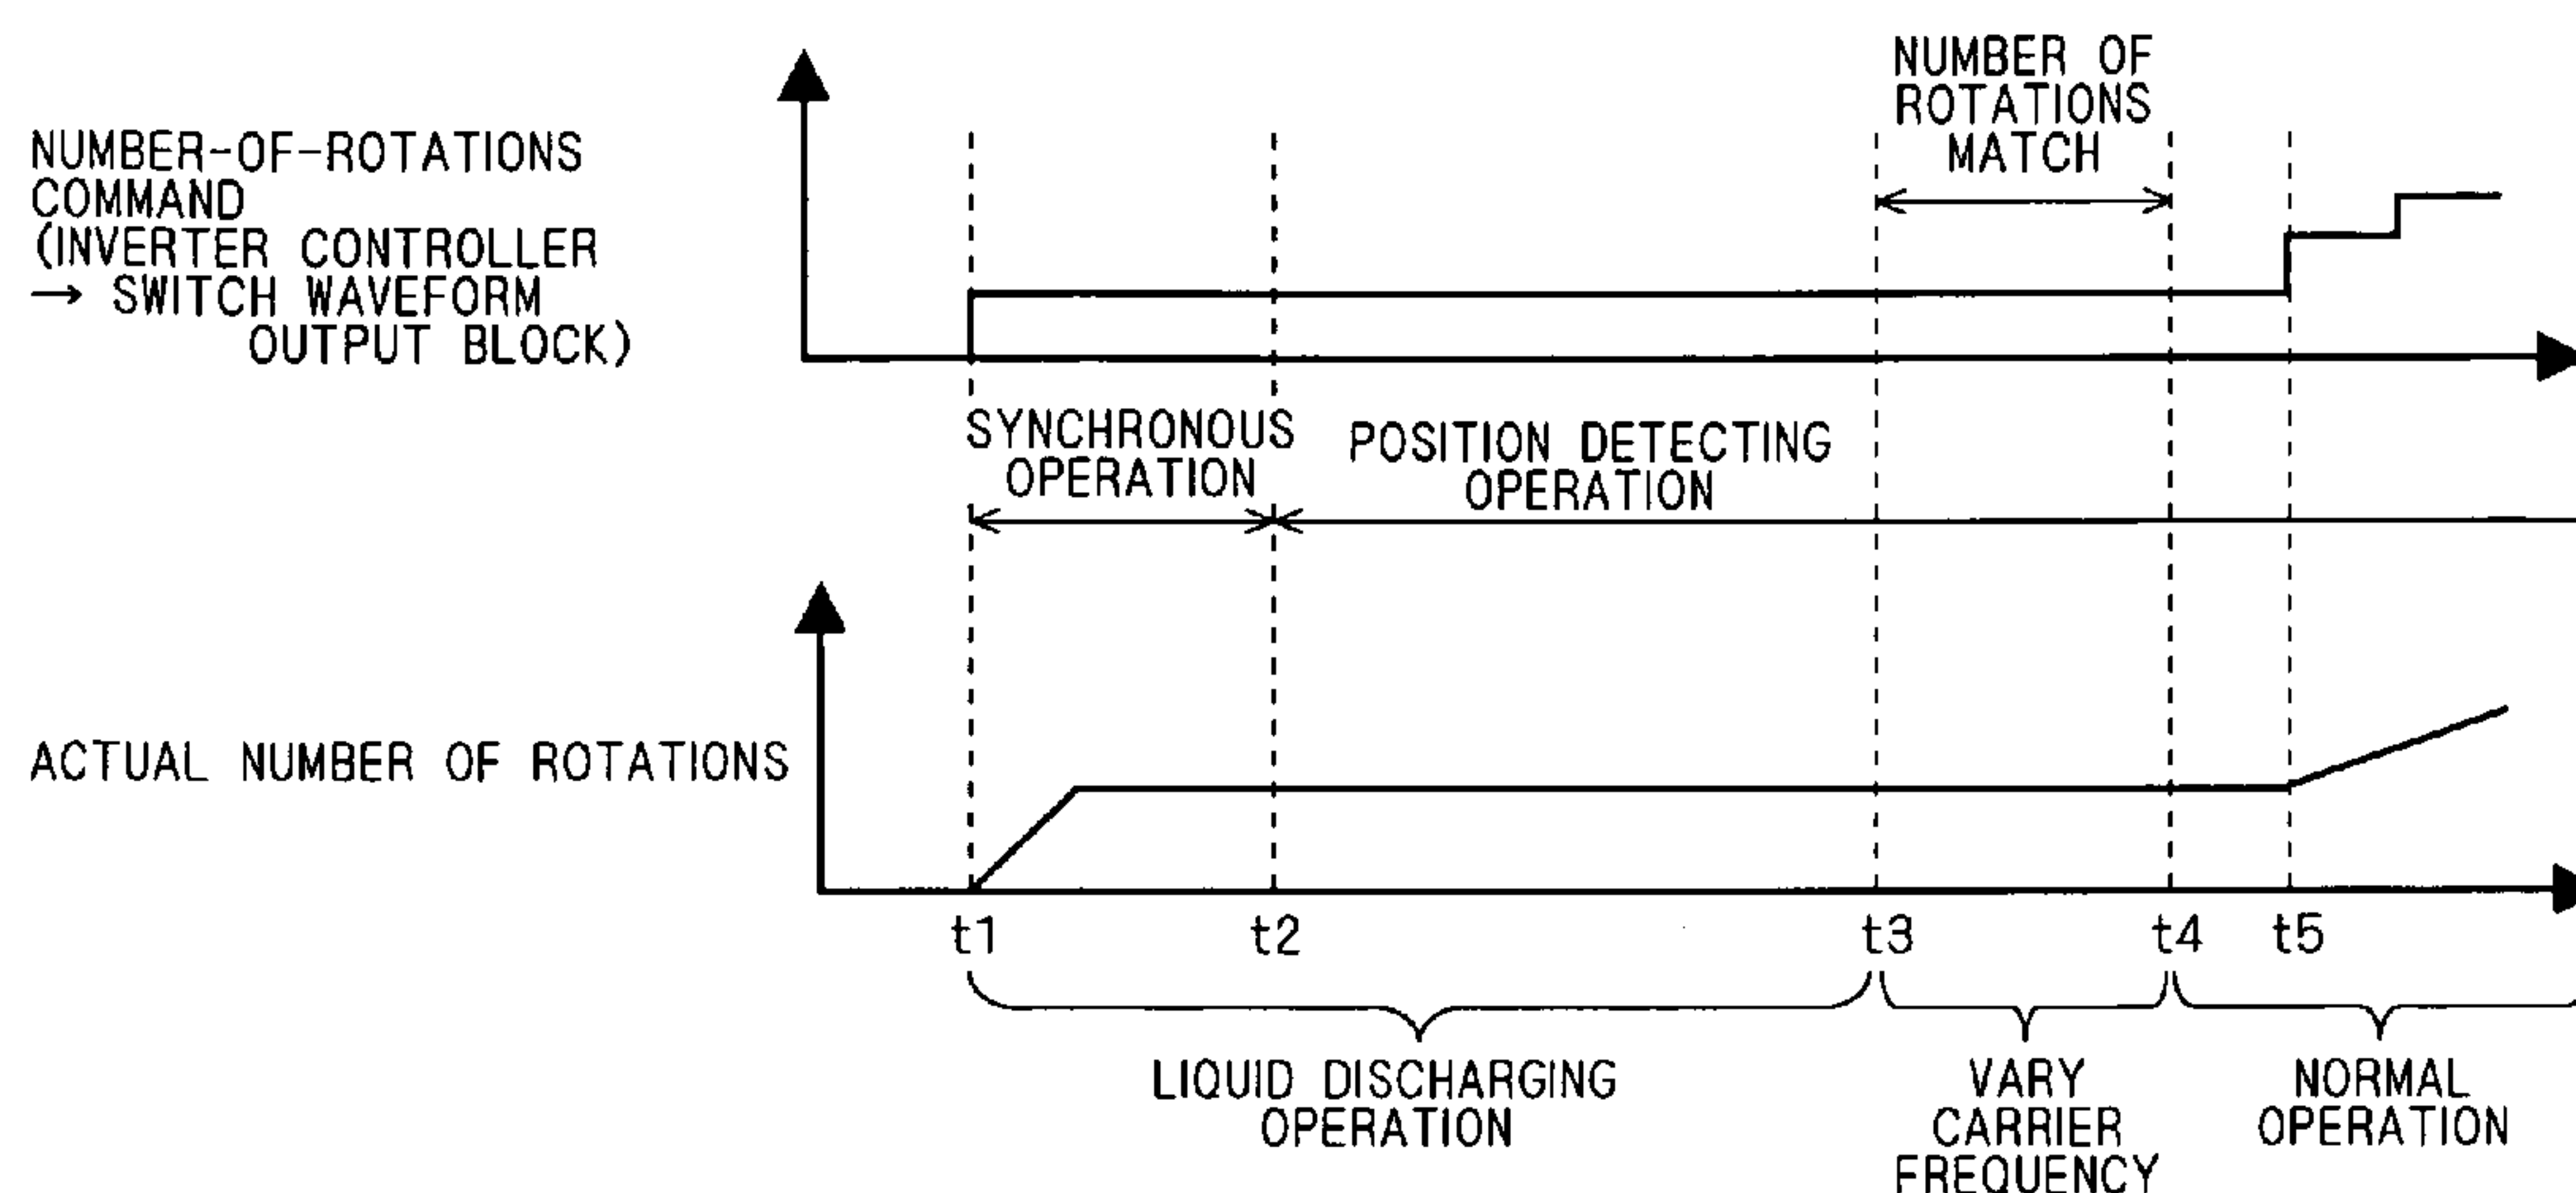 NUMBER-OF-ROTATIONS
COMMAND
(INVERTER CONTROLLER
→ SWITCH WAVEFORM
OUTPUT BLOCK)
NUMBER OF
ROTATIONS
MATCH
SYNCHRONOUS
OPERATION
POSITION DETECTING
OPERATION
ACTUAL NUMBER OF ROTATIONS
t1 t2 t3 t4 t5
LIQUID DISCHARGING
OPERATION
VARY
CARRIER
FREQUENCY
NORMAL
OPERATION